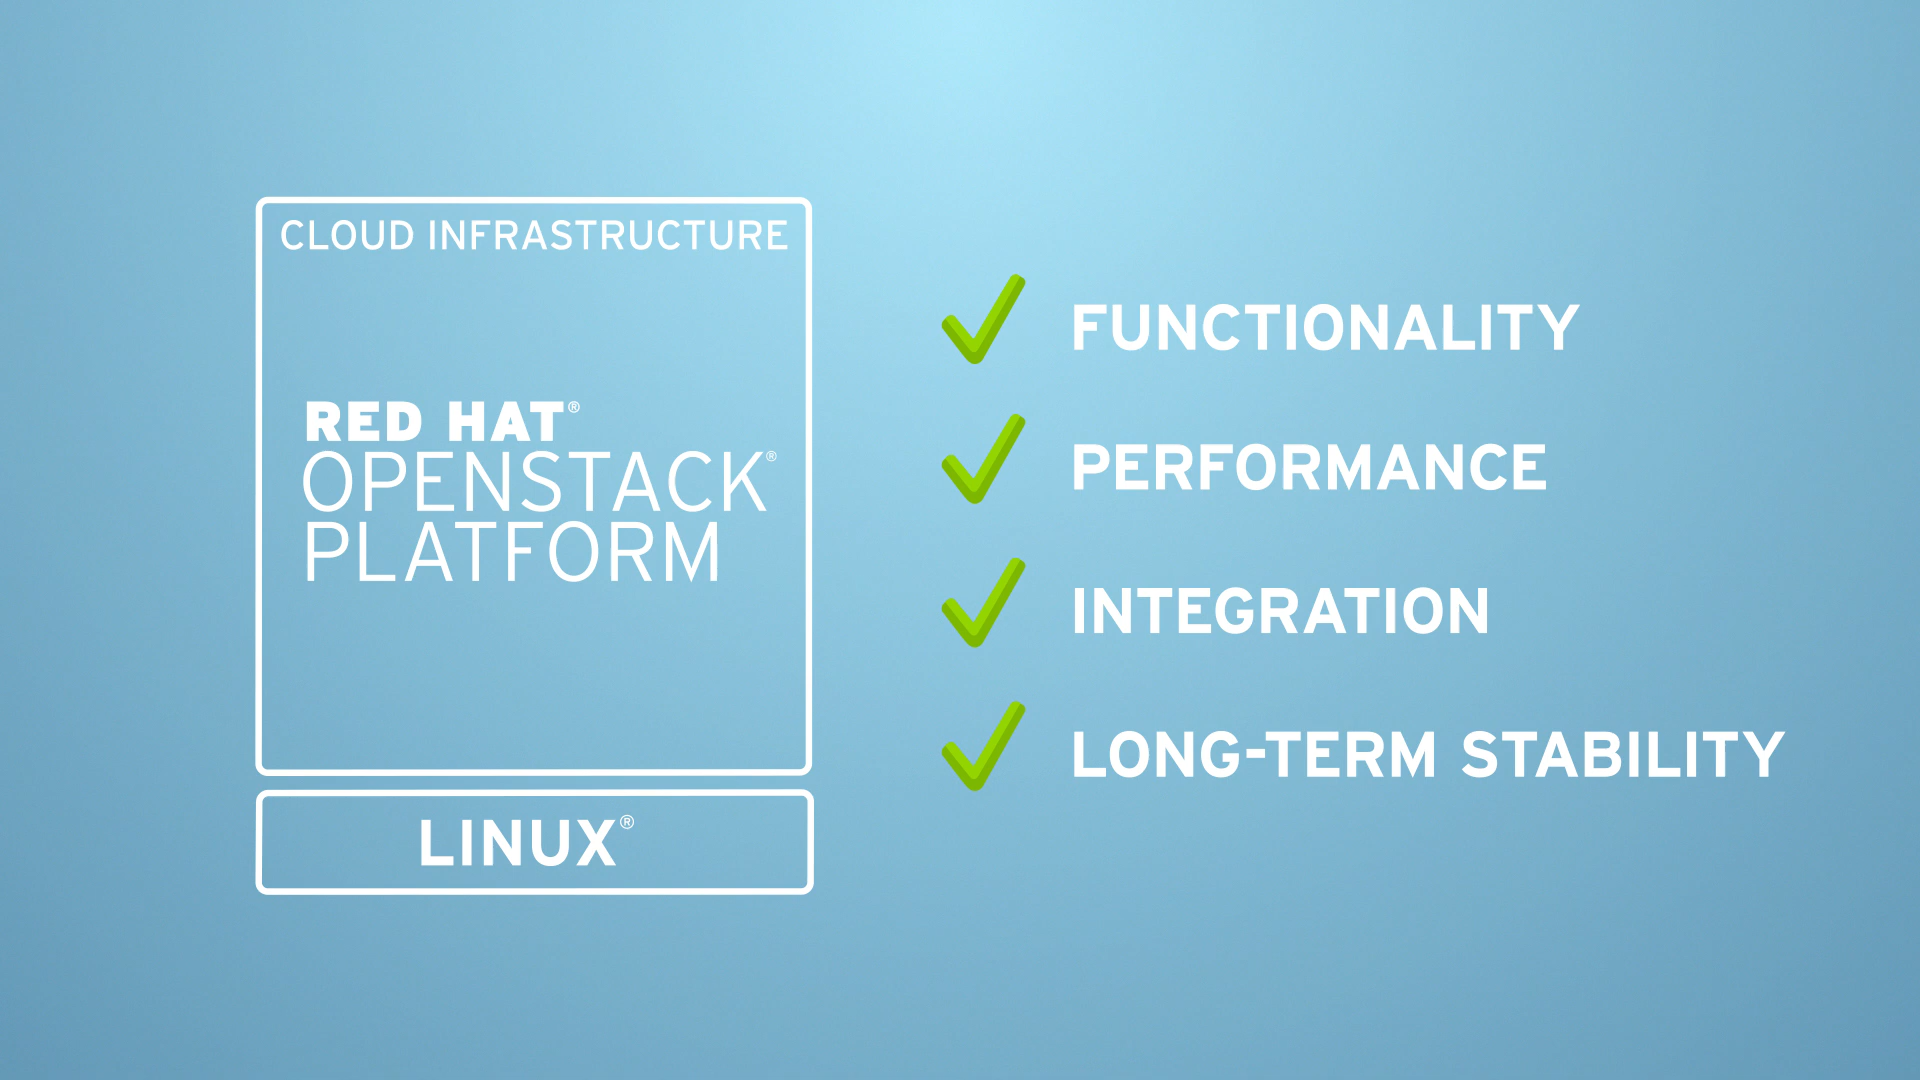 CLOUD INFRASTRUCTURE
RED HAT®
OPENSTACK®
PLATFORM
LINUX®
FUNCTIONALITY
PERFORMANCE
INTEGRATION
LONG-TERM STABILITY